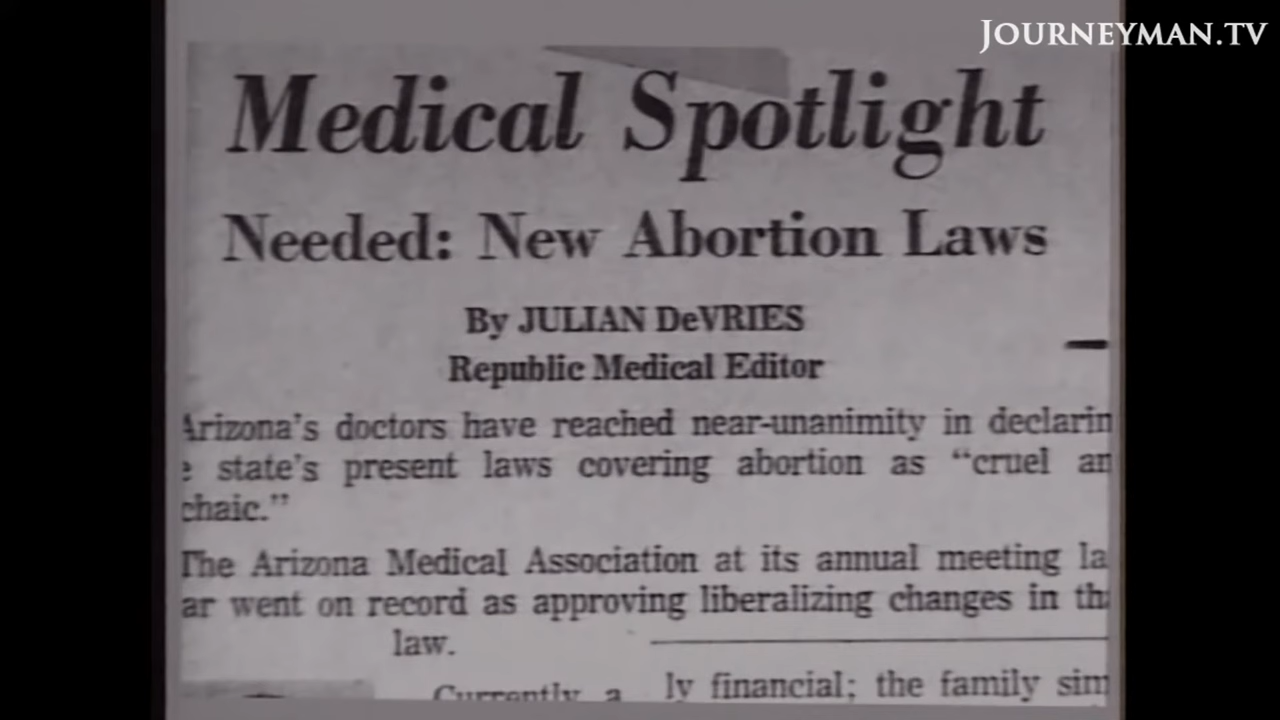 JOURNEYMAN.TV
Medical Spotlight
Needed: New Abortion Laws
By JULIAN DeVRIES
Republic Medical Editor
Arizona's doctors have reached near-unanimity in declarin
e state's present laws covering abortion as "cruel an
chaic."
The Arizona Medical Association at its annual meeting la
ar went on record as approving liberalizing changes in th
law.
Currently a
ly financial; the family sim